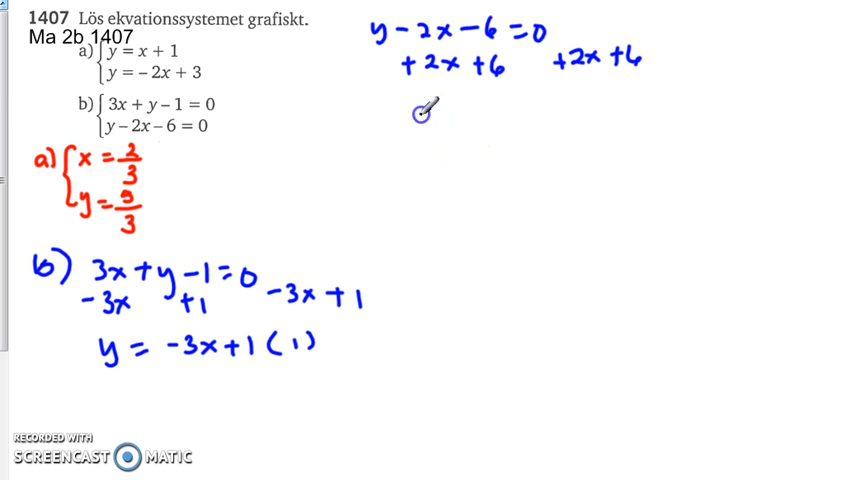 1407 Lös ekvationssystemet grafiskt.
Ma 2b 1407
a) { y = x + 1
y = −2x + 3
b) { 3x + y − 1 = 0
y − 2x − 6 = 0
a) { x = 2/3
y = 5/3
b) 3x + y − 1 = 0
−3x +1 −3x + 1
y = −3x + 1 (1)
y − 2x − 6 = 0
+ 2x + 6 + 2x + 6
RECORDED WITH
SCREENCAST MATIC